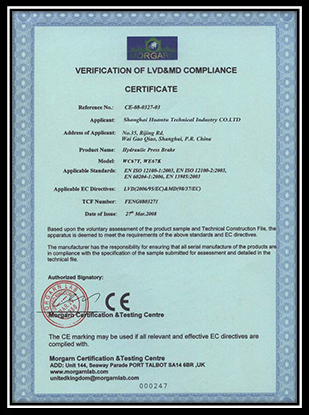 MORGARN
VERIFICATION OF LVD&MD COMPLIANCE
CERTIFICATE
Reference No.: CE-08-0327-03
Applicant: Shanghai Huantu Technical Industry CO.LTD
Address of Applicant: No.35, Rijing Rd,
Wai Gao Qiao, Shanghai, P.R. China
Product Name: Hydraulic Press Brake
Model: WC67Y, WE67K
Applicable Standards: EN ISO 12100-1:2003, EN ISO 12100-2:2003,
EN 60204-1:2006, EN 13985/2003
Applicable EC Directives: LVD(2006/95/EC)&MD(98/37/EC)
TCF Number: FENG0803271
Date of Issue: 27th Mar.2008
Based upon the voluntary assessment of the product sample and Technical Construction File, the
apparatus is deemed to meet the requirements of the above standards and EC directives.
The manufacturer has the responsibility for ensuring that all serial manufacture of the products are
in compliance with the specification of the sample submitted for assessment and detailed in the
technical file.
Authorized Signatory:
CE
Morgarn Certification &Testing Centre
The CE marking may be used if all relevant and effective EC directives are
complied with.
Morgarn Certification &Testing Centre
ADD: Unit 144, Seaway Parade PORT TALBOT SA14 6BR ,UK
www.morgarnlab.com
unitedkingdom@morgarnlab.com
000247